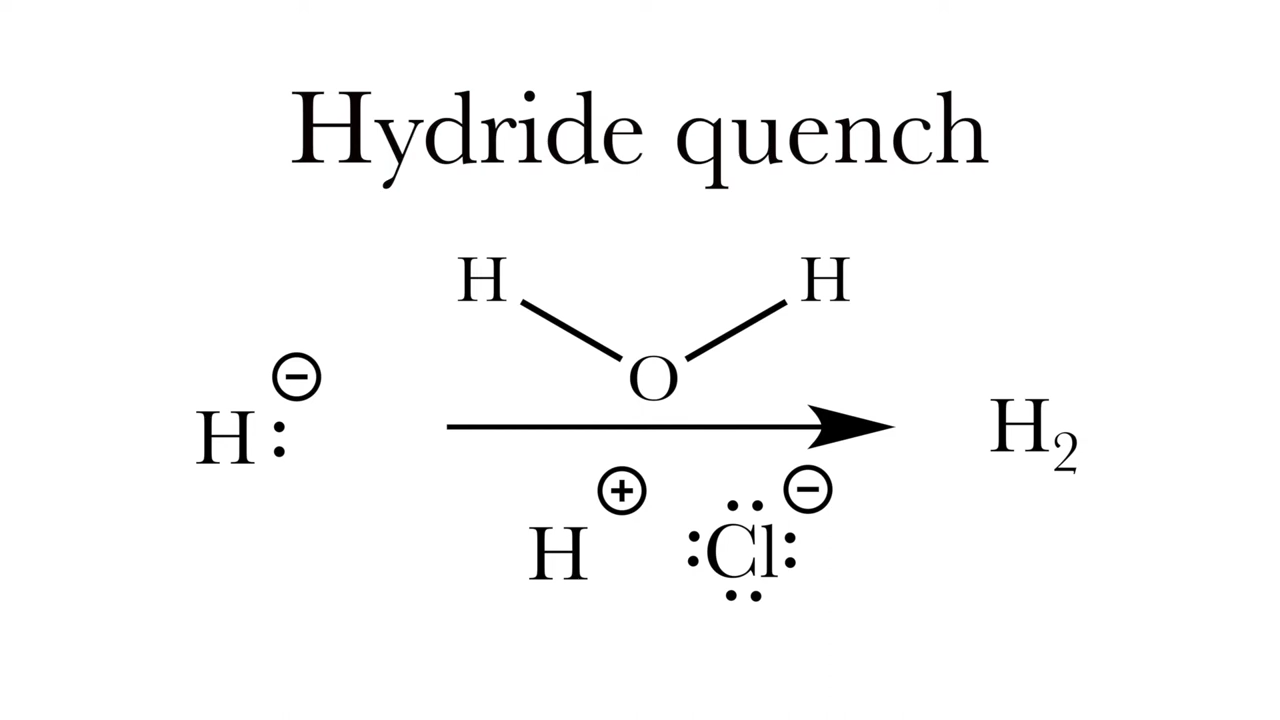 Hydride quench
H H
O
H:⊖ H₂
H⊕ :Cl:⊖